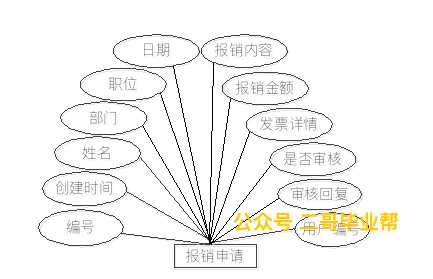 日期
报销内容
职位
报销金额
部门
发票详情
姓名
是否审核
创建时间
审核回复
公众号 二哥毕业帮
编号
用户编号
报销申请